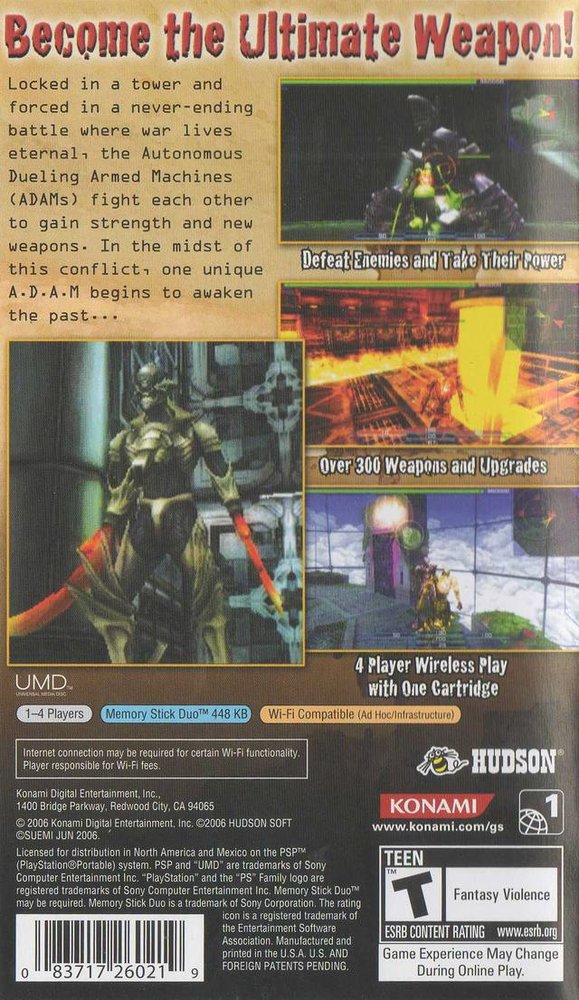 Become the Ultimate Weapon!
Locked in a tower and
forced in a never-ending
battle where war lives
eternal, the Autonomous
Dueling Armed Machines
(ADAMs) fight each other
to gain strength and new
weapons. In the midst of
this conflict, one unique
A.D.A.M begins to awaken
the past...
Defeat Enemies and Take Their Power
Over 300 Weapons and Upgrades
4 Player Wireless Play
with One Cartridge
UMD™
UNIVERSAL MEDIA DISC
1–4 Players
Memory Stick Duo™ 448 KB
Wi-Fi Compatible (Ad Hoc/Infrastructure)
Internet connection may be required for certain Wi-Fi functionality.
Player responsible for Wi-Fi fees.
HUDSON®
Konami Digital Entertainment, Inc.,
1400 Bridge Parkway, Redwood City, CA 94065
© 2006 Konami Digital Entertainment, Inc. ©2006 HUDSON SOFT
©SUEMI JUN 2006.
KONAMI
www.konami.com/gs
1
Licensed for distribution in North America and Mexico on the PSP™
(PlayStation®Portable) system. PSP and "UMD" are trademarks of Sony
Computer Entertainment Inc. "PlayStation" and the "PS" Family logo are
registered trademarks of Sony Computer Entertainment Inc. Memory Stick Duo™
may be required. Memory Stick Duo is a trademark of Sony Corporation. The rating
icon is a registered trademark of
the Entertainment Software
Association. Manufactured and
printed in the U.S.A. U.S. AND
FOREIGN PATENTS PENDING.
0 83717 26021 9
TEEN
T™
Fantasy Violence
ESRB CONTENT RATING www.esrb.org
Game Experience May Change
During Online Play.